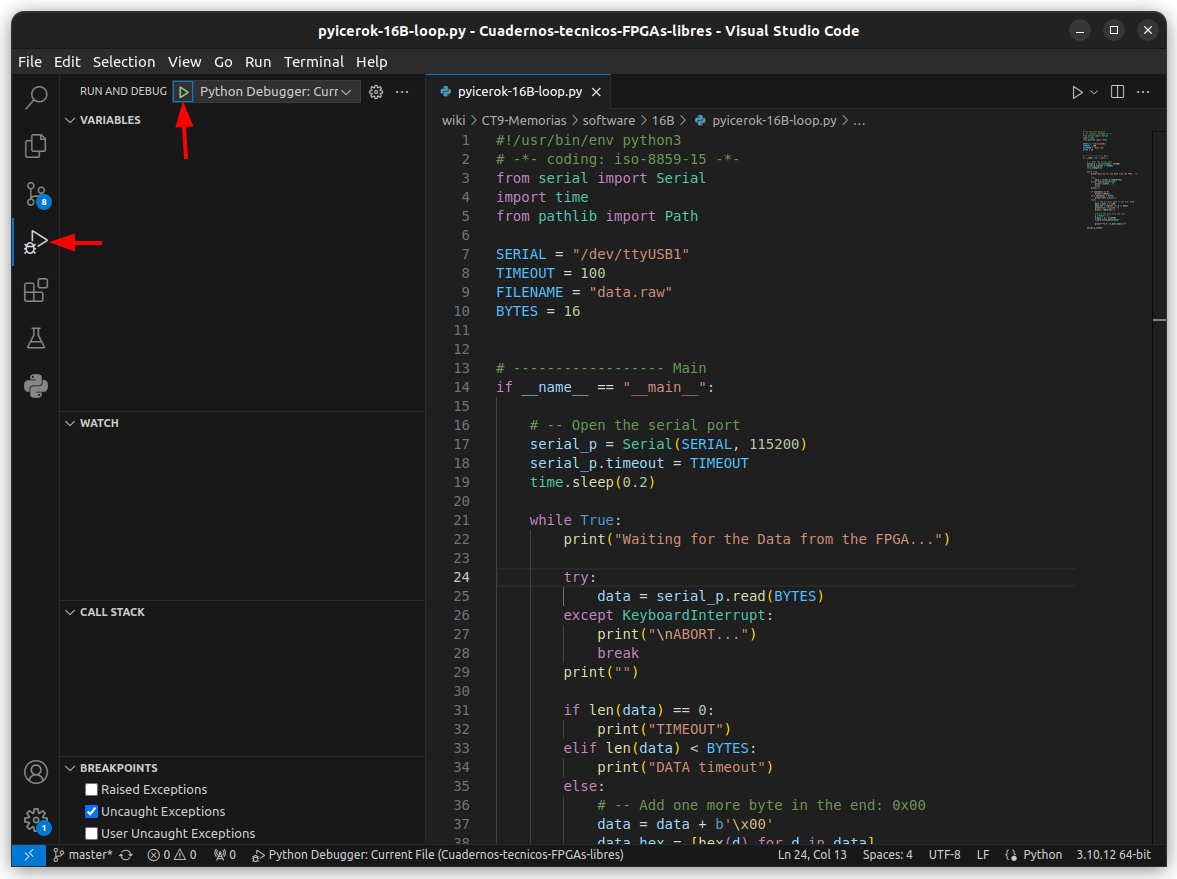 pyicerok-16B-loop.py - Cuadernos-tecnicos-FPGAs-libres - Visual Studio Code
File Edit Selection View Go Run Terminal Help
RUN AND DEBUG Python Debugger: Curr
VARIABLES
8
WATCH
CALL STACK
BREAKPOINTS
Raised Exceptions
Uncaught Exceptions
User Uncaught Exceptions
1
pyicerok-16B-loop.py
wiki > CT9-Memorias > software > 16B > pyicerok-16B-loop.py > ...
1 #!/usr/bin/env python3
2 # -*- coding: iso-8859-15 -*-
3 from serial import Serial
4 import time
5 from pathlib import Path
6
7 SERIAL = "/dev/ttyUSB1"
8 TIMEOUT = 100
9 FILENAME = "data.raw"
10 BYTES = 16
11
12
13 # ------------------ Main
14 if __name__ == "__main__":
15
16 # -- Open the serial port
17 serial_p = Serial(SERIAL, 115200)
18 serial_p.timeout = TIMEOUT
19 time.sleep(0.2)
20
21 while True:
22 print("Waiting for the Data from the FPGA...")
23
24 try:
25 data = serial_p.read(BYTES)
26 except KeyboardInterrupt:
27 print("\nABORT...")
28 break
29 print("")
30
31 if len(data) == 0:
32 print("TIMEOUT")
33 elif len(data) < BYTES:
34 print("DATA timeout")
35 else:
36 # -- Add one more byte in the end: 0x00
37 data = data + b'\x00'
38 data_hex = [hex(d) for d in data]
master* 0 0 0 Python Debugger: Current File (Cuadernos-tecnicos-FPGAs-libres) Ln 24, Col 13 Spaces: 4 UTF-8 LF Python 3.10.12 64-bit